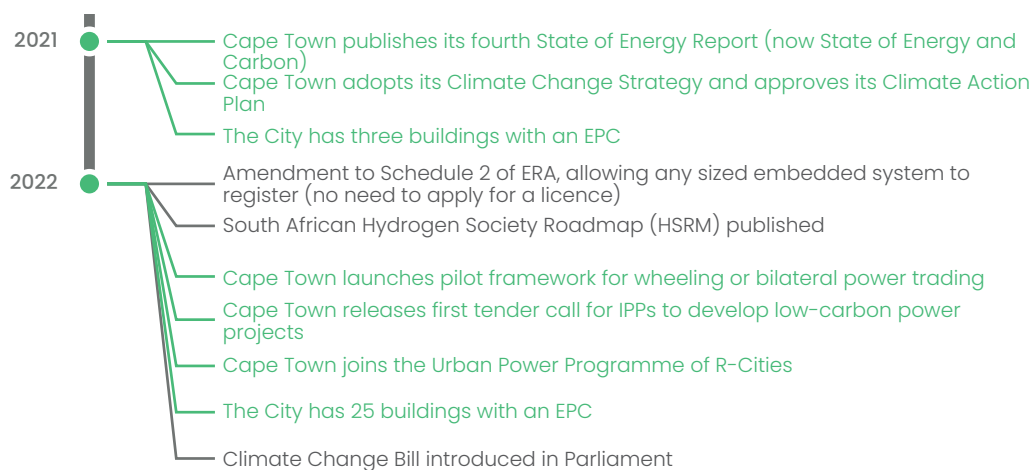 2021
Cape Town publishes its fourth State of Energy Report (now State of Energy and
Carbon)
Cape Town adopts its Climate Change Strategy and approves its Climate Action
Plan
The City has three buildings with an EPC
2022
Amendment to Schedule 2 of ERA, allowing any sized embedded system to
register (no need to apply for a licence)
South African Hydrogen Society Roadmap (HSRM) published
Cape Town launches pilot framework for wheeling or bilateral power trading
Cape Town releases first tender call for IPPs to develop low-carbon power
projects
Cape Town joins the Urban Power Programme of R-Cities
The City has 25 buildings with an EPC
Climate Change Bill introduced in Parliament